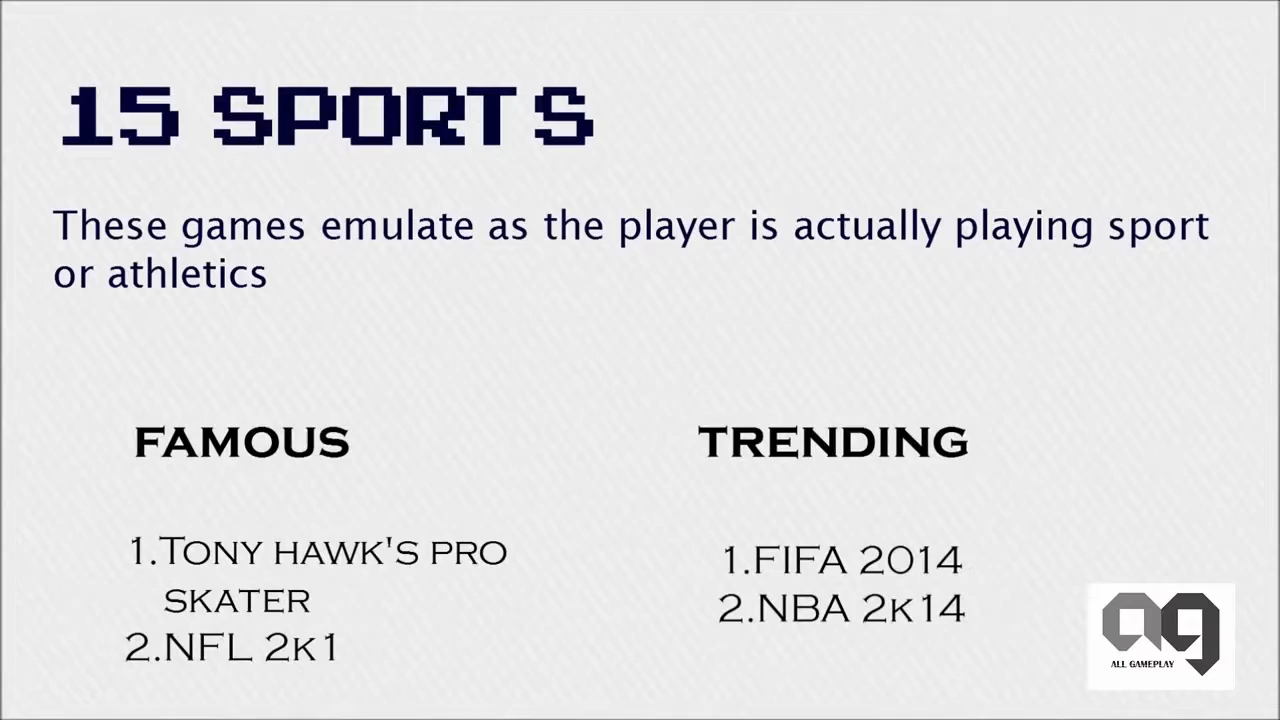 15 SPORTS
These games emulate as the player is actually playing sport
or athletics
FAMOUS
TRENDING
1.TONY HAWK'S PRO
SKATER
2.NFL 2K1
1.FIFA 2014
2.NBA 2K14
ag
ALL GAMEPLAY